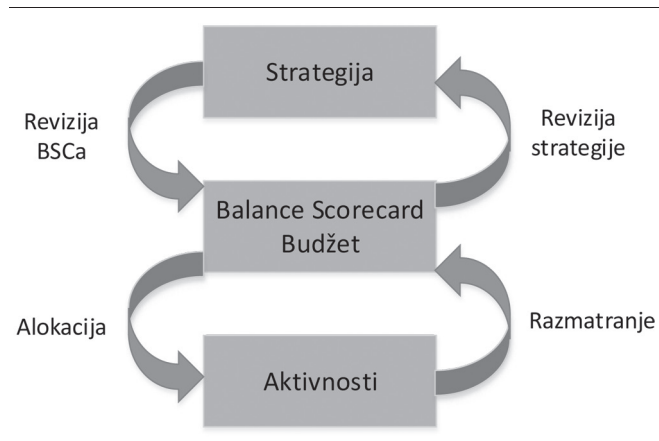 Strategija
Revizija
BSCa
Revizija
strategije
Balance Scorecard
Budžet
Alokacija
Razmatranje
Aktivnosti